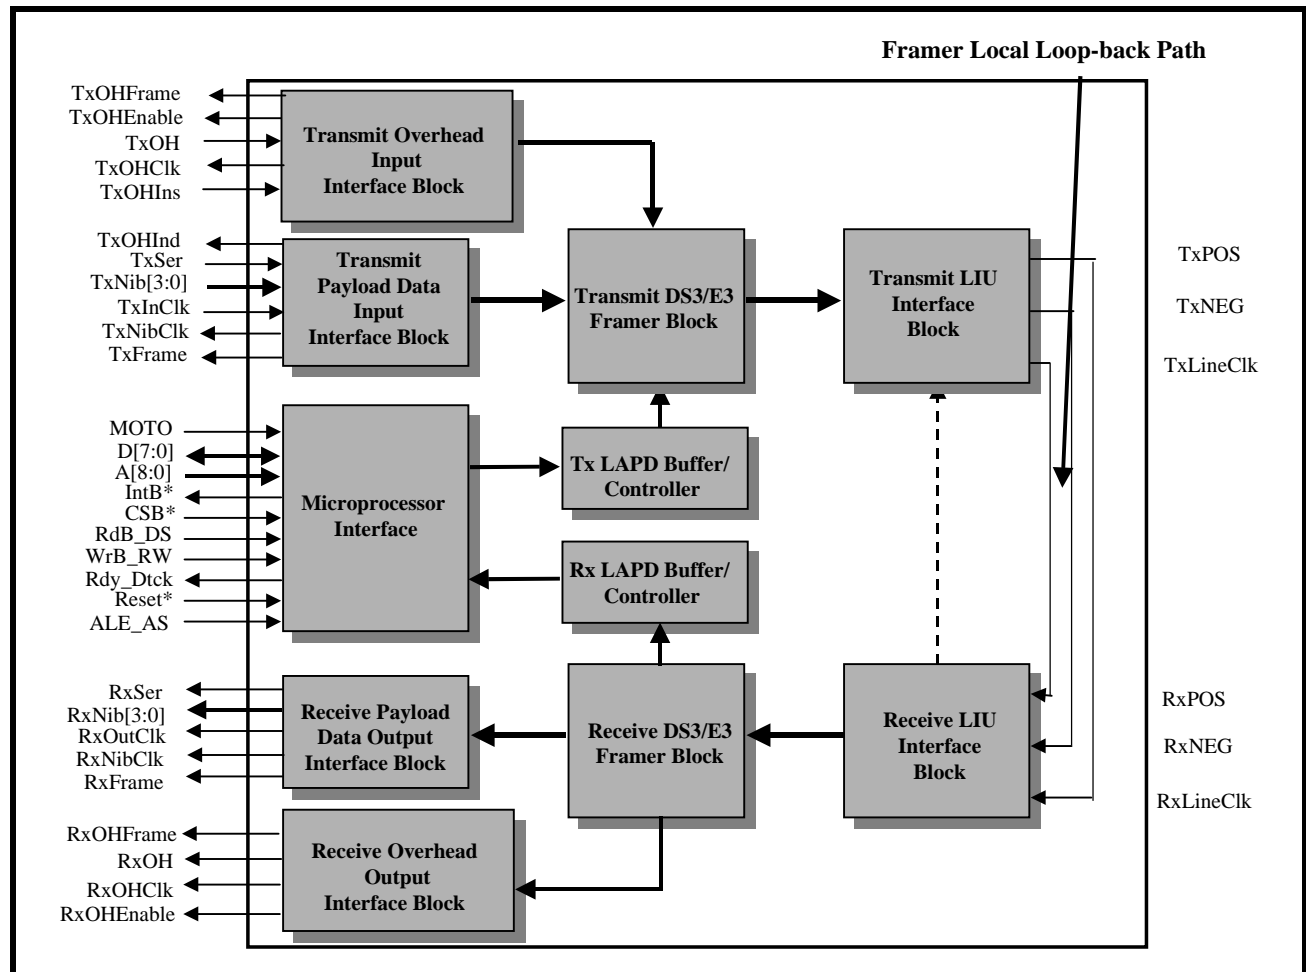 Framer Local Loop-back Path
TxOHFrame
TxOHEnable
TxOH
TxOHClk
TxOHIns
Transmit Overhead
Input
Interface Block
TxOHInd
TxSer
TxNib[3:0]
TxInClk
TxNibClk
TxFrame
Transmit
Payload Data
Input
Interface Block
Transmit DS3/E3
Framer Block
Transmit LIU
Interface
Block
TxPOS
TxNEG
TxLineClk
MOTO
D[7:0]
A[8:0]
IntB*
CSB*
RdB_DS
WrB_RW
Rdy_Dtck
Reset*
ALE_AS
Microprocessor
Interface
Tx LAPD Buffer/
Controller
Rx LAPD Buffer/
Controller
RxSer
RxNib[3:0]
RxOutClk
RxNibClk
RxFrame
Receive Payload
Data Output
Interface Block
Receive DS3/E3
Framer Block
Receive LIU
Interface
Block
RxPOS
RxNEG
RxLineClk
RxOHFrame
RxOH
RxOHClk
RxOHEnable
Receive Overhead
Output
Interface Block